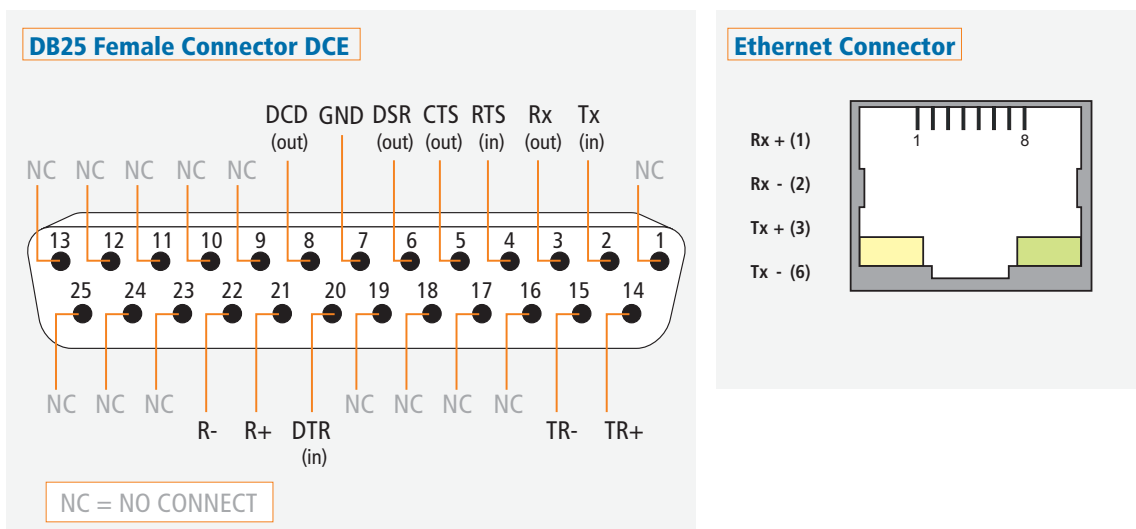 DB25 Female Connector DCE
DCD GND DSR CTS RTS Rx Tx
(out) (out) (out) (in) (out) (in)
NC NC NC NC NC NC
13 12 11 10 9 8 7 6 5 4 3 2 1
25 24 23 22 21 20 19 18 17 16 15 14
NC NC NC NC NC NC NC
R- R+ DTR TR- TR+
(in)
NC = NO CONNECT
Ethernet Connector
Rx + (1)
1 8
Rx - (2)
Tx + (3)
Tx - (6)